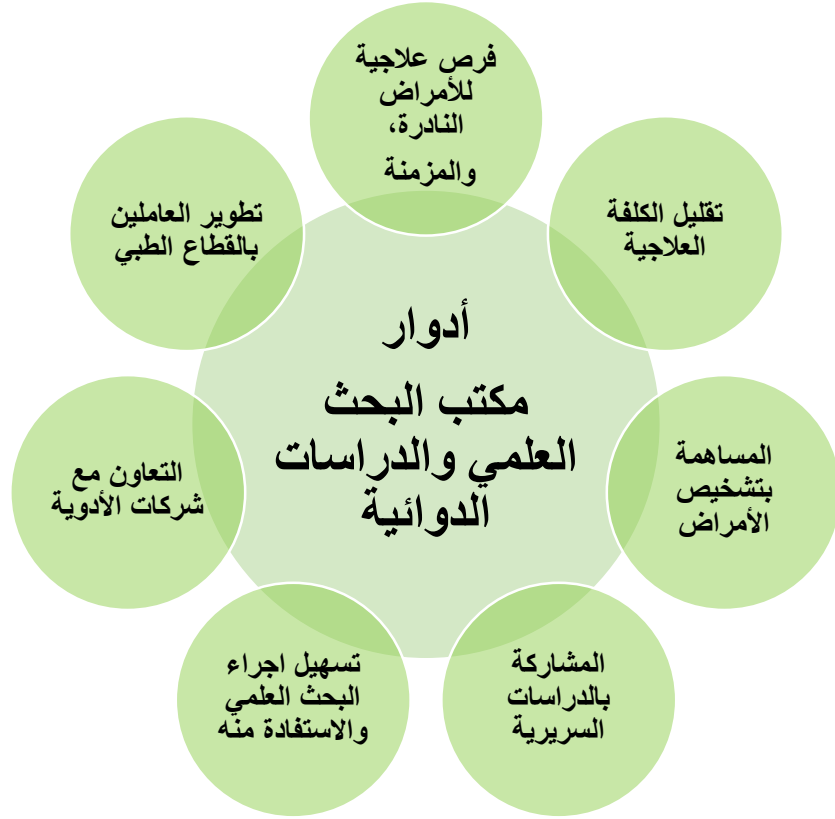 فرص علاجية
للأمراض
النادرة،
والمزمنة
تقليل الكلفة
العلاجية
المساهمة
بتشخيص
الأمراض
المشاركة
بالدراسات
السريرية
تسهيل اجراء
البحث العلمي
والاستفادة منه
التعاون مع
شركات الأدوية
تطوير العاملين
بالقطاع الطبي
أدوار
مكتب البحث
العلمي والدراسات
الدوائية